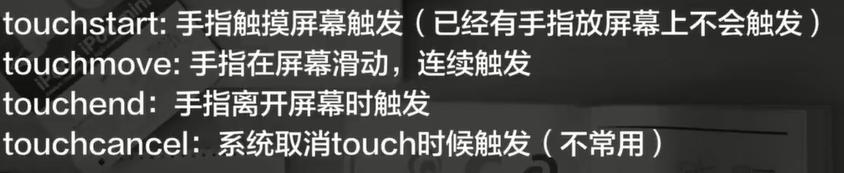 touchstart: 手指触摸屏幕触发（已经有手指放屏幕上不会触发）
touchmove: 手指在屏幕滑动，连续触发
touchend：手指离开屏幕时触发
touchcancel：系统取消touch时候触发（不常用）